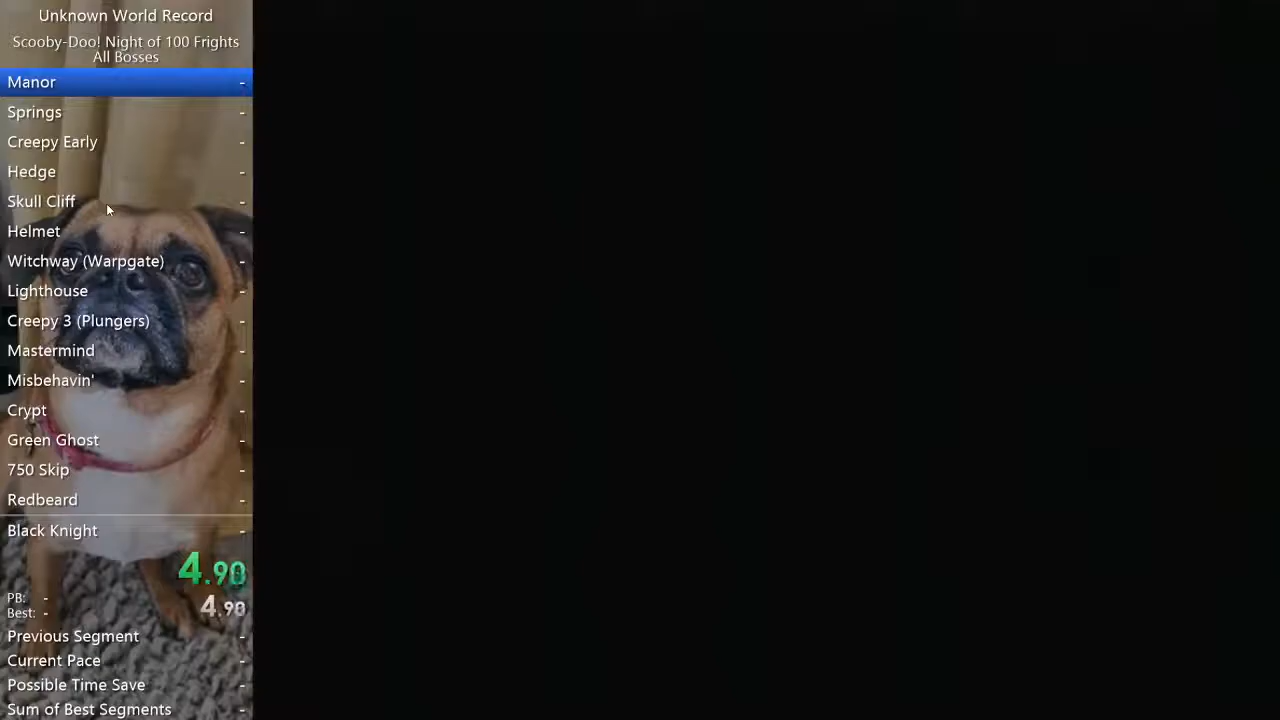 Unknown World Record
Scooby-Doo! Night of 100 Frights
All Bosses
Manor -
Springs -
Creepy Early -
Hedge -
Skull Cliff -
Helmet -
Witchway (Warpgate) -
Lighthouse -
Creepy 3 (Plungers) -
Mastermind -
Misbehavin' -
Crypt -
Green Ghost -
750 Skip -
Redbeard -
Black Knight -
4.90
PB: -
Best: - 4.90
Previous Segment -
Current Pace -
Possible Time Save -
Sum of Best Segments -